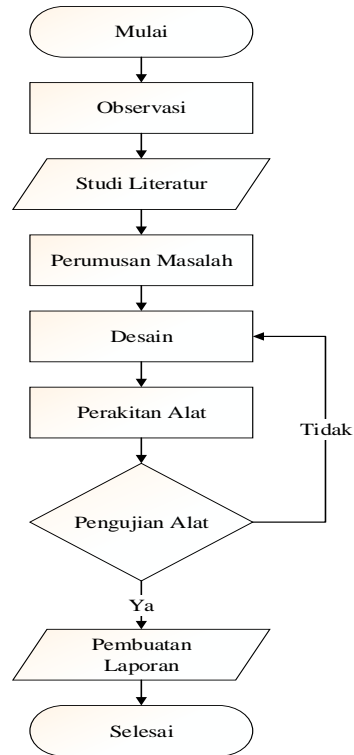 Mulai
Observasi
Studi Literatur
Perumusan Masalah
Desain
Perakitan Alat
Tidak
Pengujian Alat
Ya
Pembuatan
Laporan
Selesai